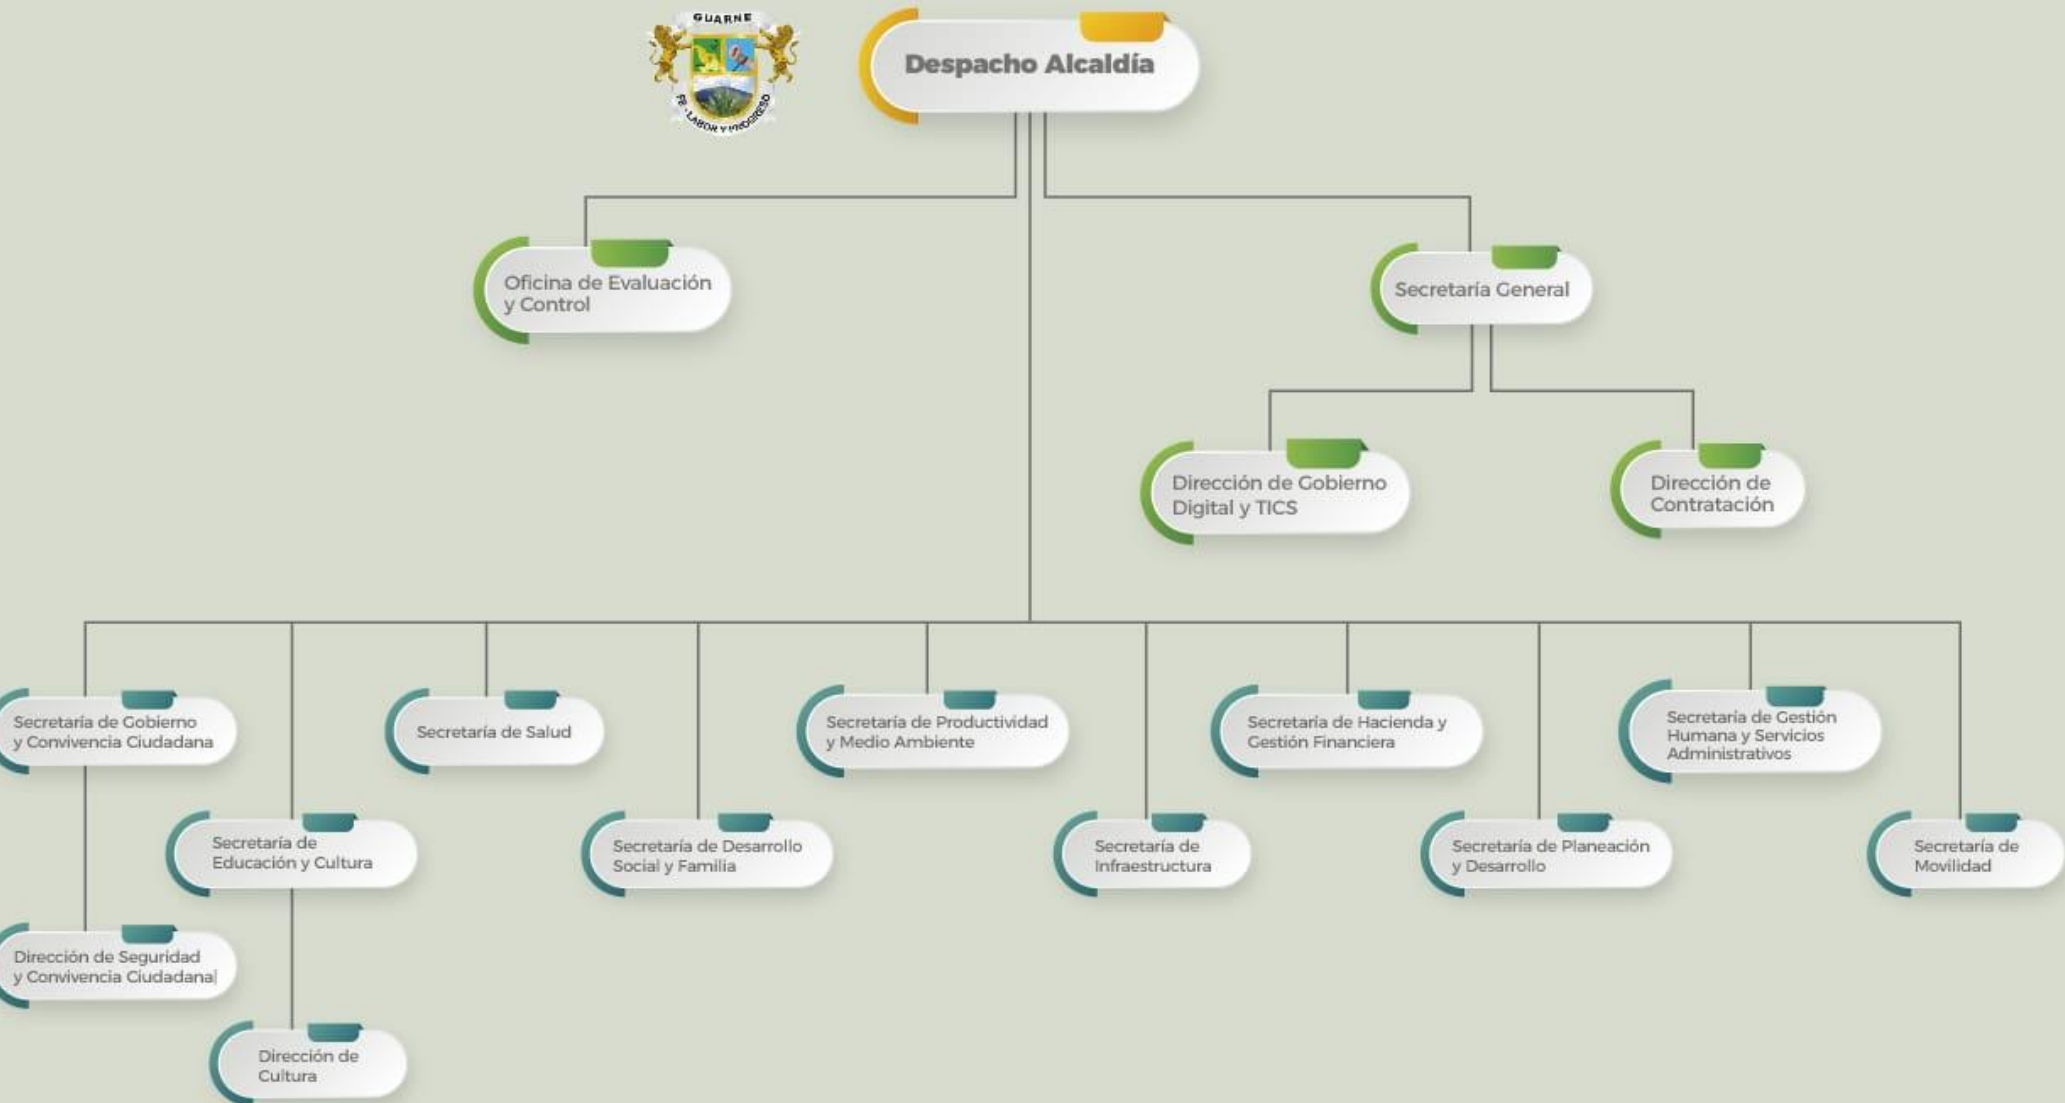 GUARNE
FE - LABOR Y PROGRESO
Despacho Alcaldía
Oficina de Evaluación
y Control
Secretaría General
Dirección de Gobierno
Digital y TICS
Dirección de
Contratación
Secretaría de Gobierno
y Convivencia Ciudadana
Secretaría de Salud
Secretaría de Productividad
y Medio Ambiente
Secretaría de Hacienda y
Gestión Financiera
Secretaría de Gestión
Humana y Servicios
Administrativos
Secretaría de
Educación y Cultura
Secretaría de Desarrollo
Social y Familia
Secretaría de
Infraestructura
Secretaría de Planeación
y Desarrollo
Secretaría de
Movilidad
Dirección de Seguridad
y Convivencia Ciudadana|
Dirección de
Cultura